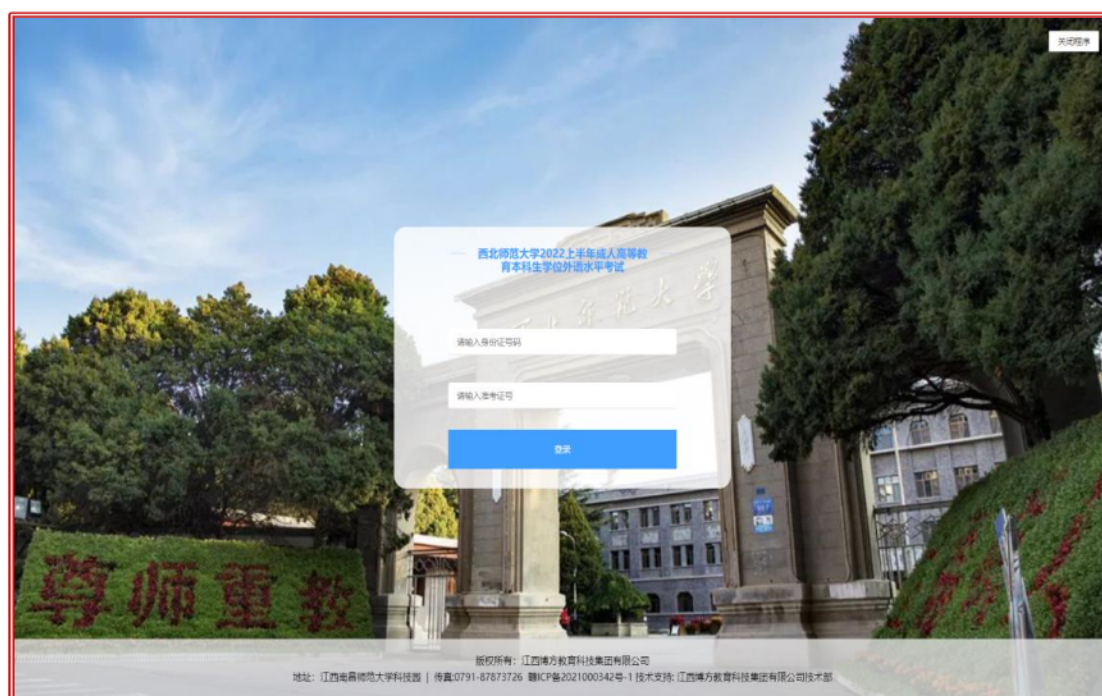 关闭程序
西北师范大学2022上半年成人高等教
育本科生学位外语水平考试
师范大学
请输入身份证号码
请输入准考证号
登录
尊师重教
版权所有：江西博方教育科技集团有限公司
地址：江西南昌师范大学科技园 | 传真:0791-87873726 赣ICP备2021000342号-1 技术支持: 江西博方教育科技集团有限公司技术部